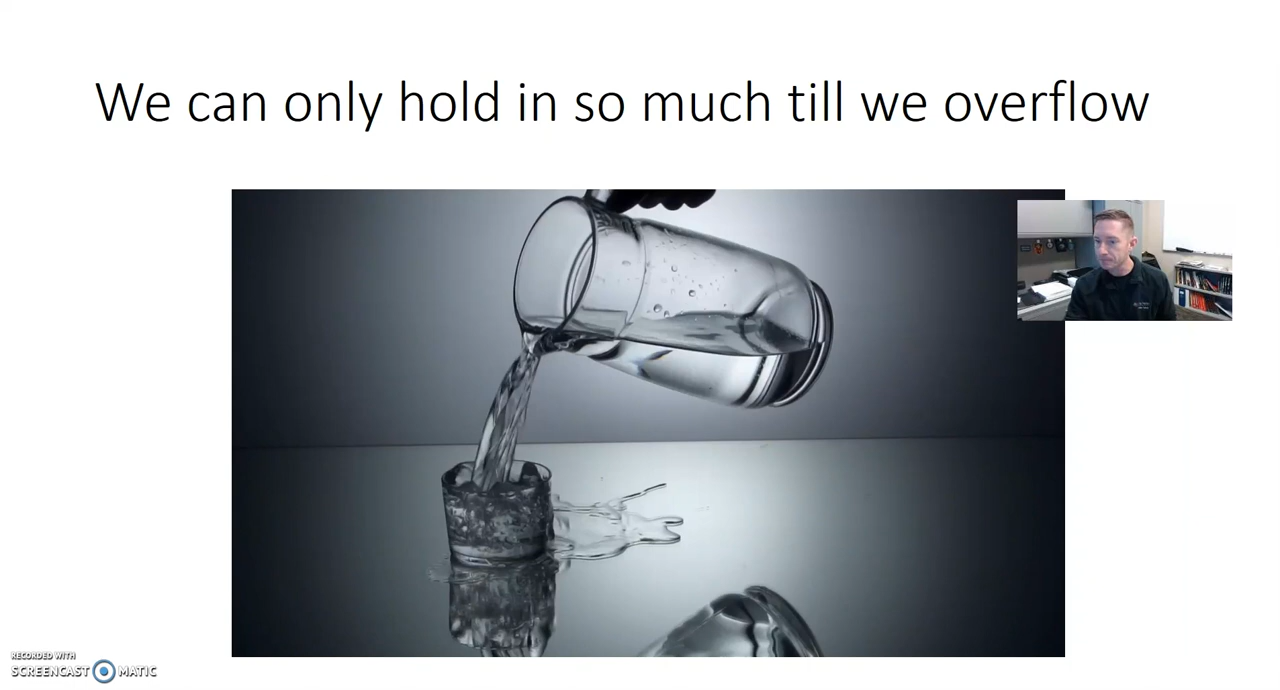 We can only hold in so much till we overflow
RECORDED WITH
SCREENCAST MATIC